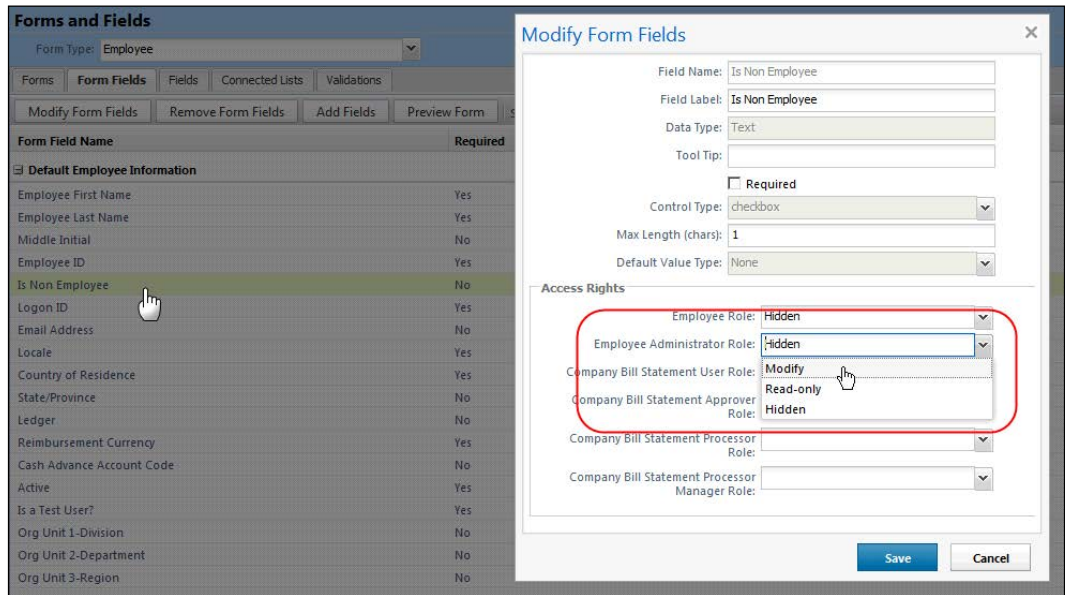 Forms and Fields
Form Type: Employee
Forms Form Fields Fields Connected Lists Validations
Modify Form Fields Remove Form Fields Add Fields Preview Form
Form Field Name Required
Default Employee Information
Employee First Name Yes
Employee Last Name Yes
Middle Initial No
Employee ID Yes
Is Non Employee No
Logon ID Yes
Email Address No
Locale Yes
Country of Residence Yes
State/Province No
Ledger No
Reimbursement Currency Yes
Cash Advance Account Code No
Active Yes
Is a Test User? Yes
Org Unit 1-Division No
Org Unit 2-Department No
Org Unit 3-Region No
Modify Form Fields
Field Name: Is Non Employee
Field Label: Is Non Employee
Data Type: Text
Tool Tip:
Required
Control Type: checkbox
Max Length (chars): 1
Default Value Type: None
Access Rights
Employee Role: Hidden
Employee Administrator Role: Hidden
Modify
Read-only
Hidden
Company Bill Statement User Role:
Company Bill Statement Approver
Role:
Company Bill Statement Processor
Role:
Company Bill Statement Processor
Manager Role:
Save Cancel